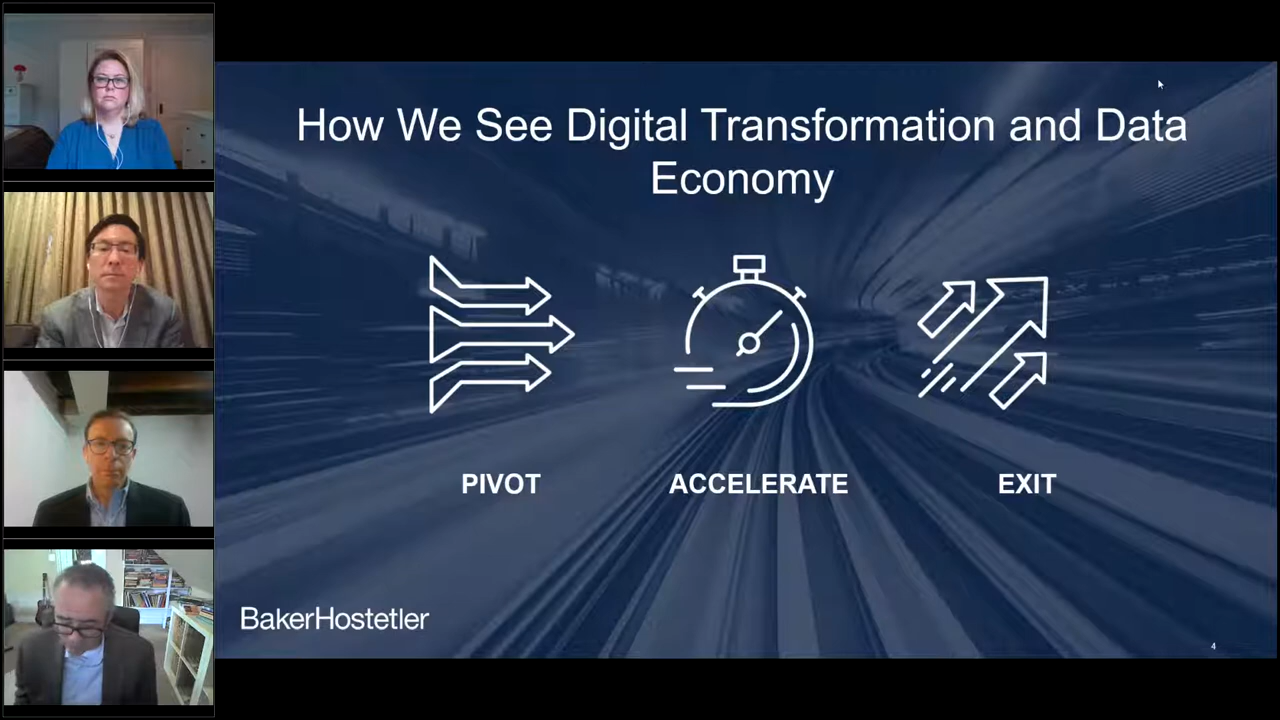 How We See Digital Transformation and Data
Economy
PIVOT
ACCELERATE
EXIT
BakerHostetler
4